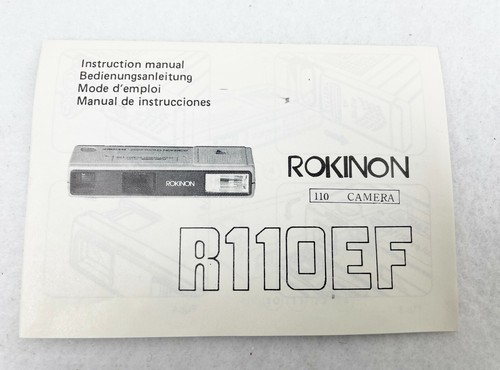 Instruction manual
Bedienungsanleitung
Mode d'emploi
Manual de instrucciones
ROKINON
ROKINON
110 CAMERA
R110EF